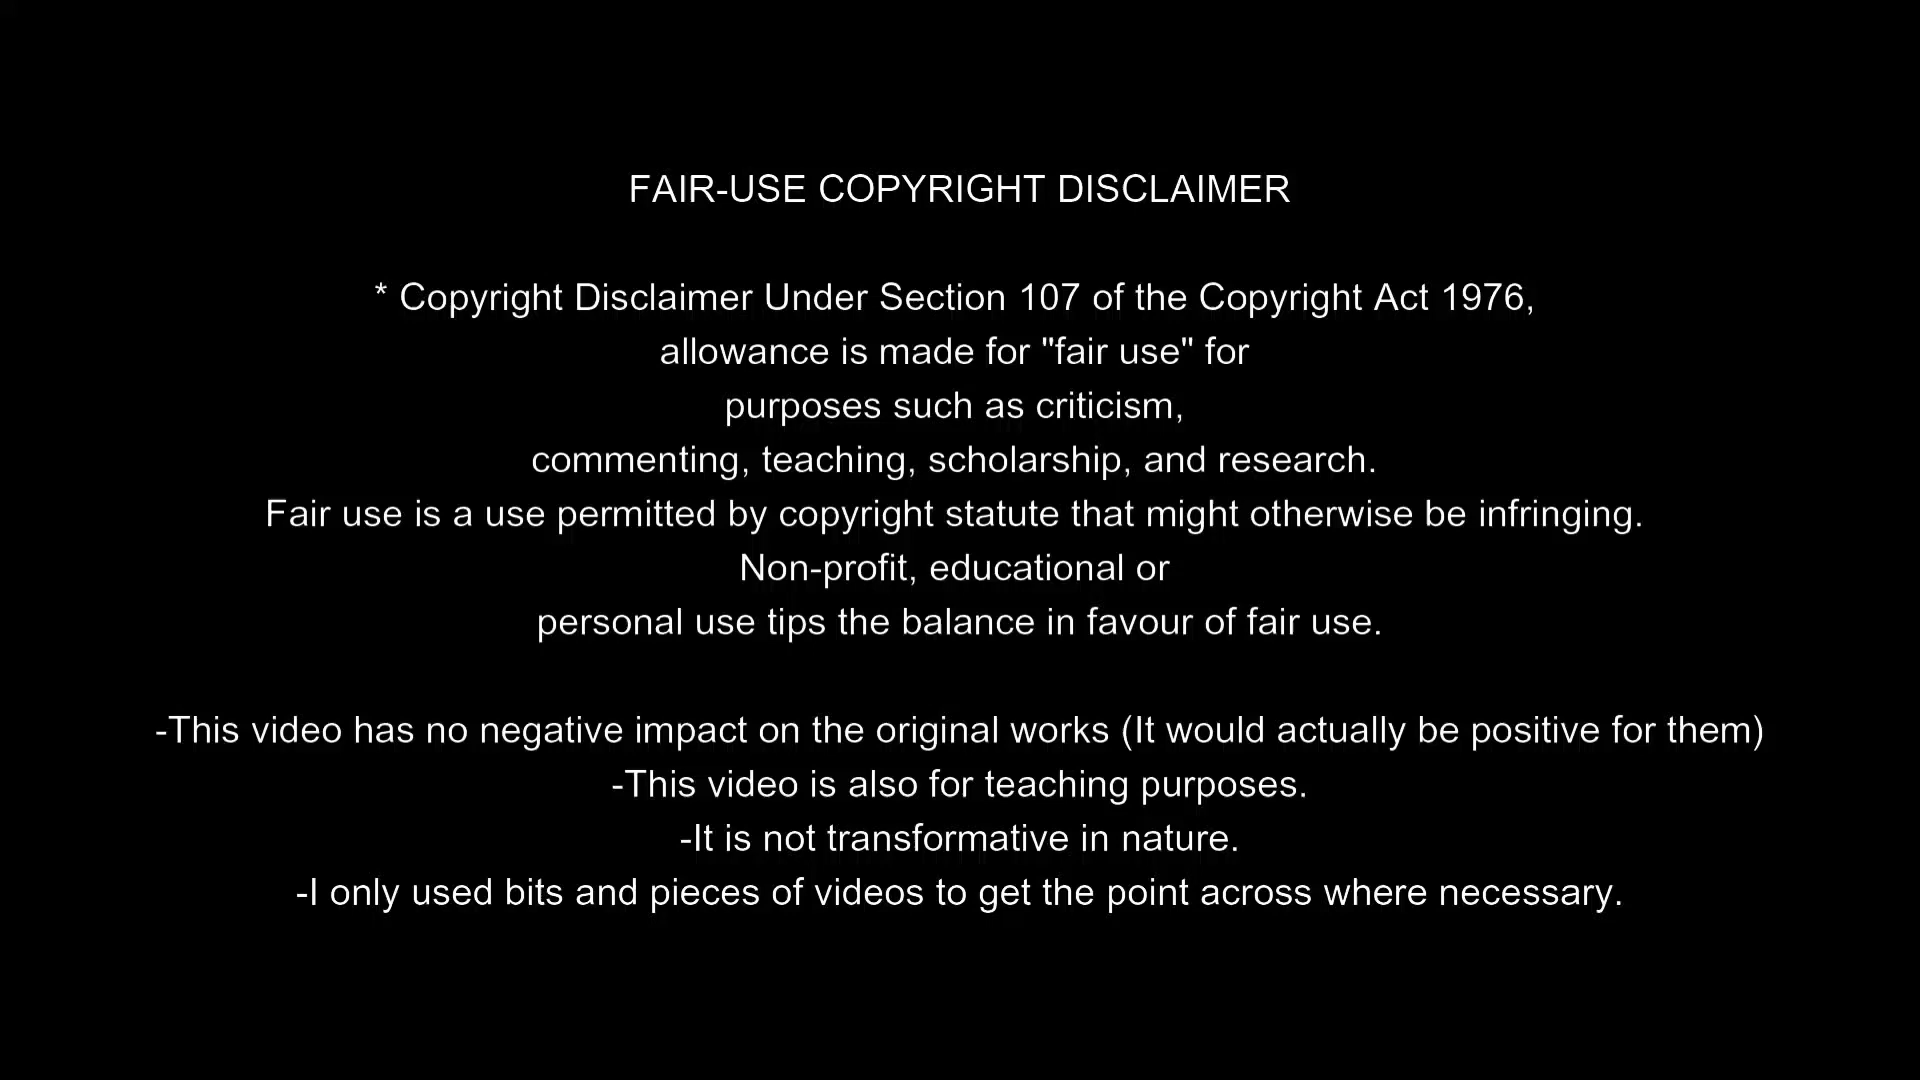 FAIR-USE COPYRIGHT DISCLAIMER
* Copyright Disclaimer Under Section 107 of the Copyright Act 1976,
allowance is made for "fair use" for
purposes such as criticism,
commenting, teaching, scholarship, and research.
Fair use is a use permitted by copyright statute that might otherwise be infringing.
Non-profit, educational or
personal use tips the balance in favour of fair use.
-This video has no negative impact on the original works (It would actually be positive for them)
-This video is also for teaching purposes.
-It is not transformative in nature.
-I only used bits and pieces of videos to get the point across where necessary.